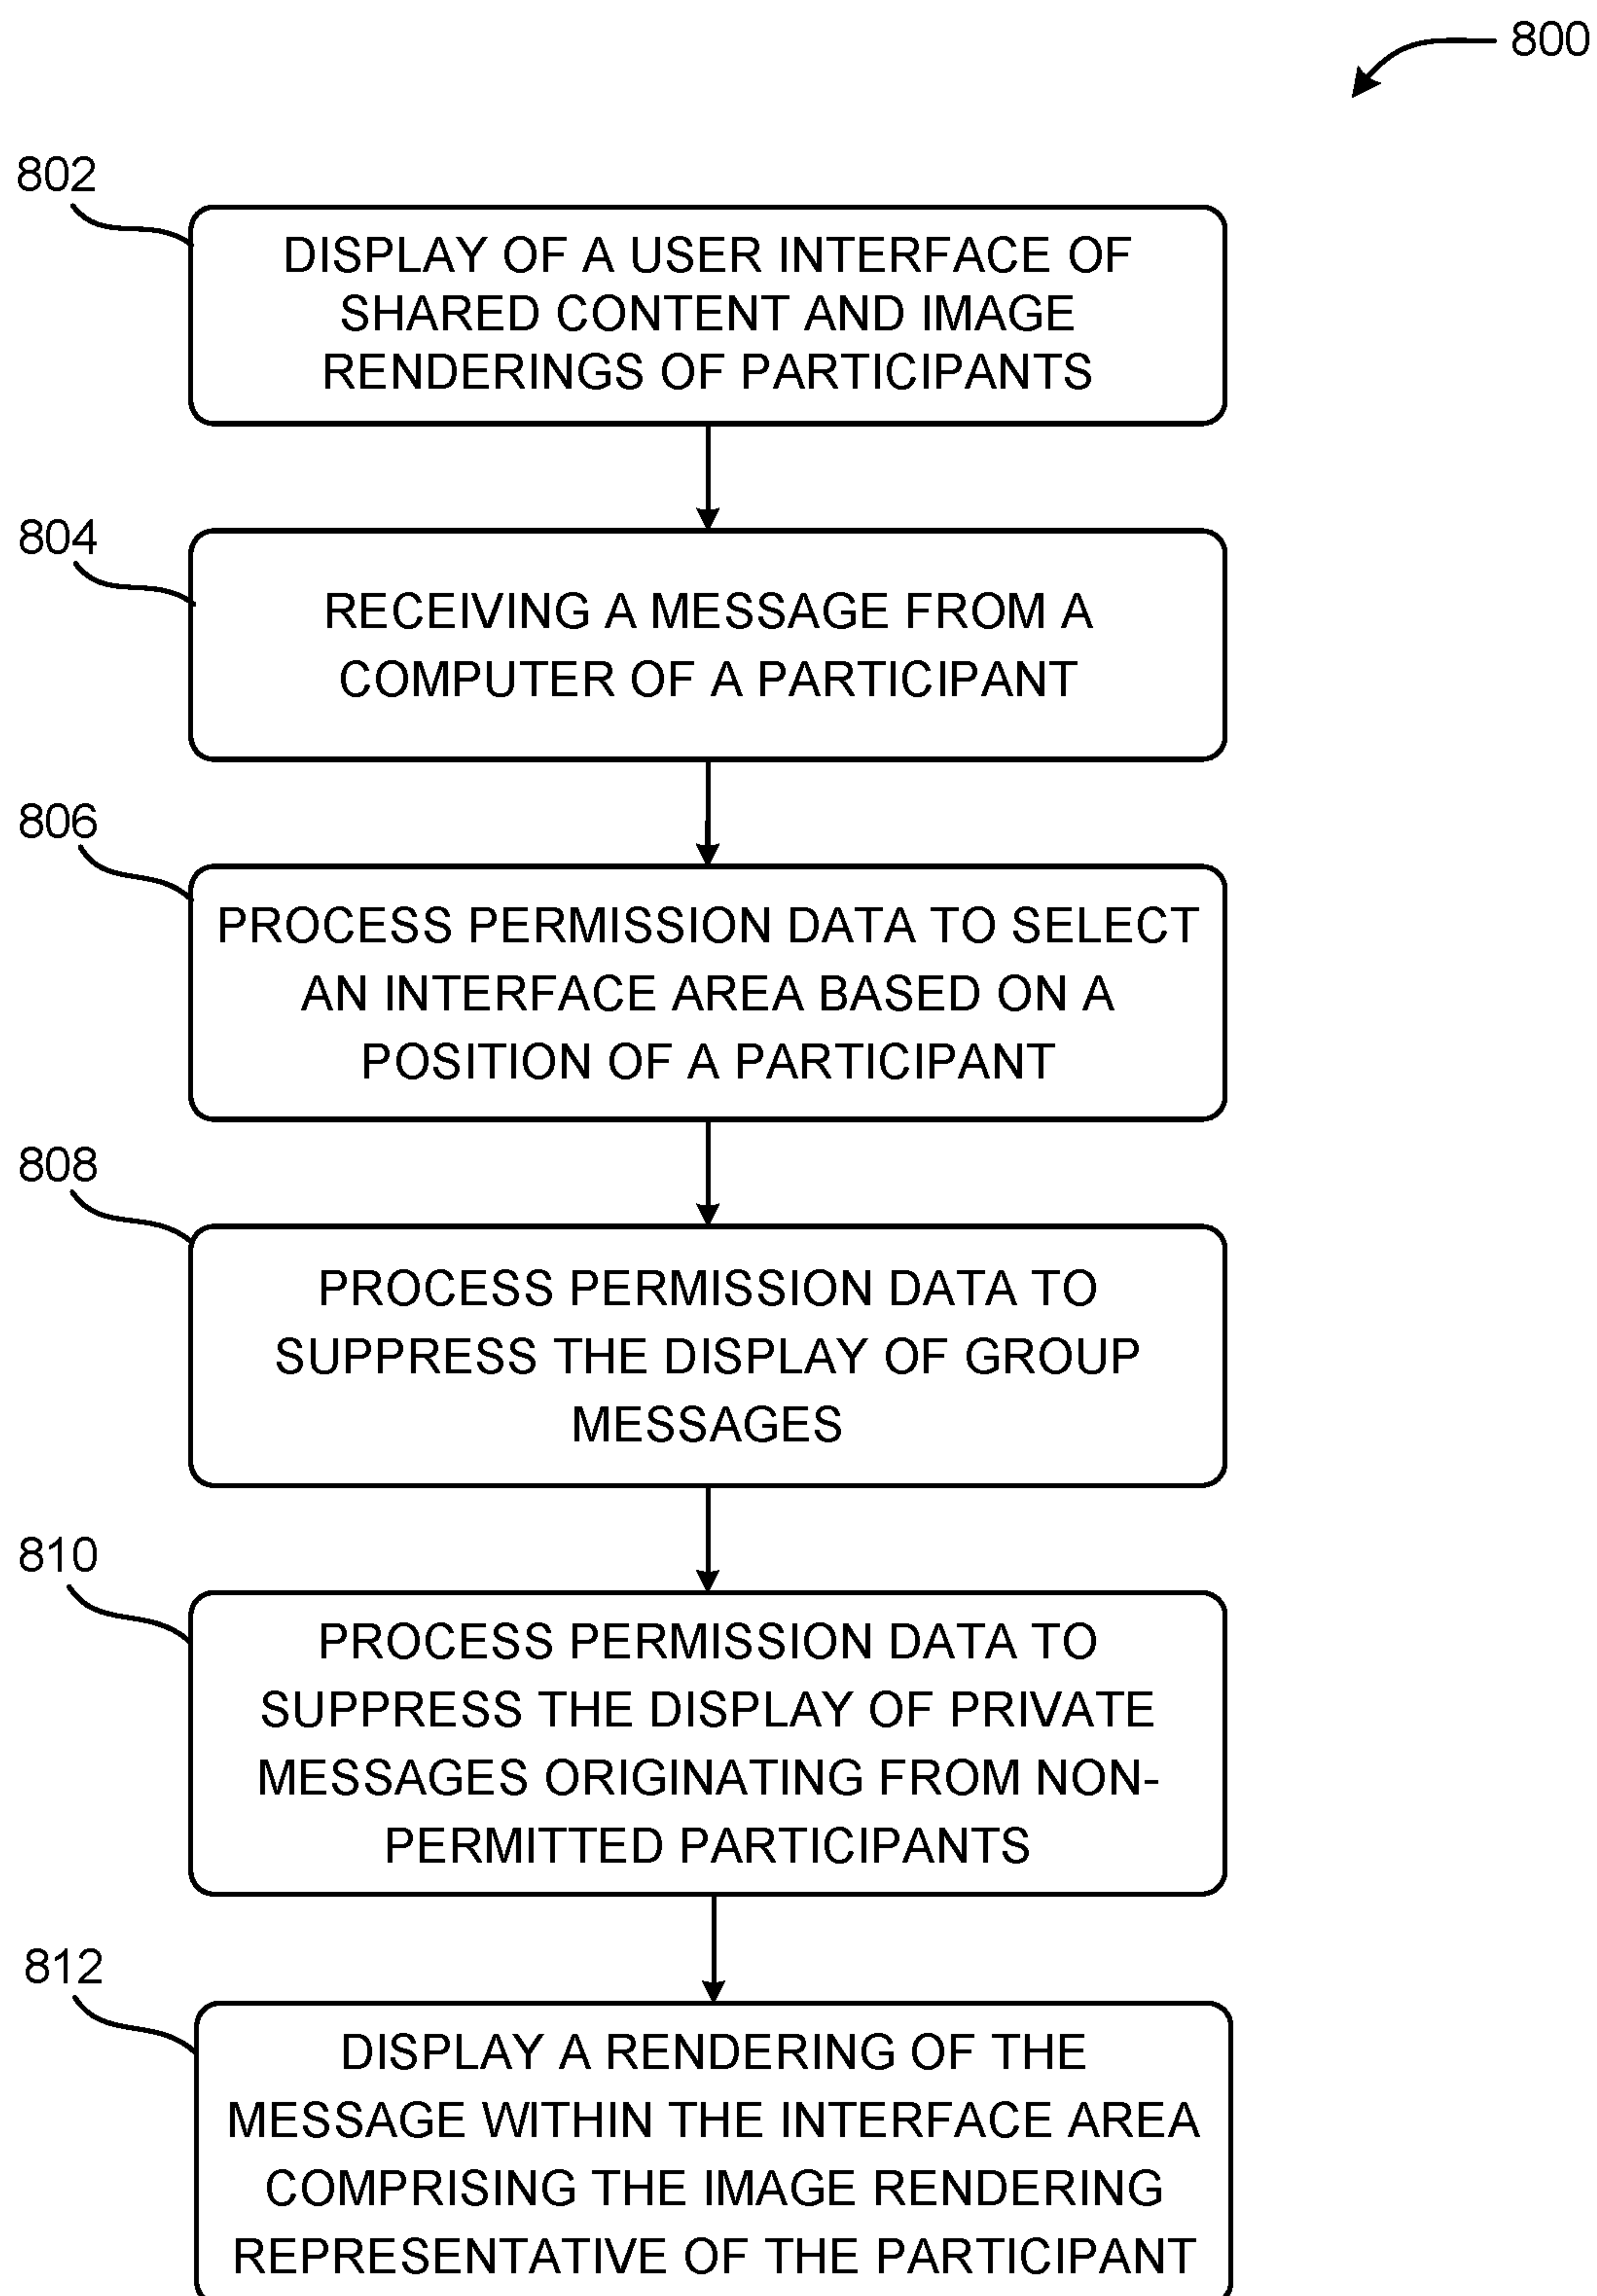 800
802
DISPLAY OF A USER INTERFACE OF
SHARED CONTENT AND IMAGE
RENDERINGS OF PARTICIPANTS
804
RECEIVING A MESSAGE FROM A
COMPUTER OF A PARTICIPANT
806
PROCESS PERMISSION DATA TO SELECT
AN INTERFACE AREA BASED ON A
POSITION OF A PARTICIPANT
808
PROCESS PERMISSION DATA TO
SUPPRESS THE DISPLAY OF GROUP
MESSAGES
810
PROCESS PERMISSION DATA TO
SUPPRESS THE DISPLAY OF PRIVATE
MESSAGES ORIGINATING FROM NON-
PERMITTED PARTICIPANTS
812
DISPLAY A RENDERING OF THE
MESSAGE WITHIN THE INTERFACE AREA
COMPRISING THE IMAGE RENDERING
REPRESENTATIVE OF THE PARTICIPANT